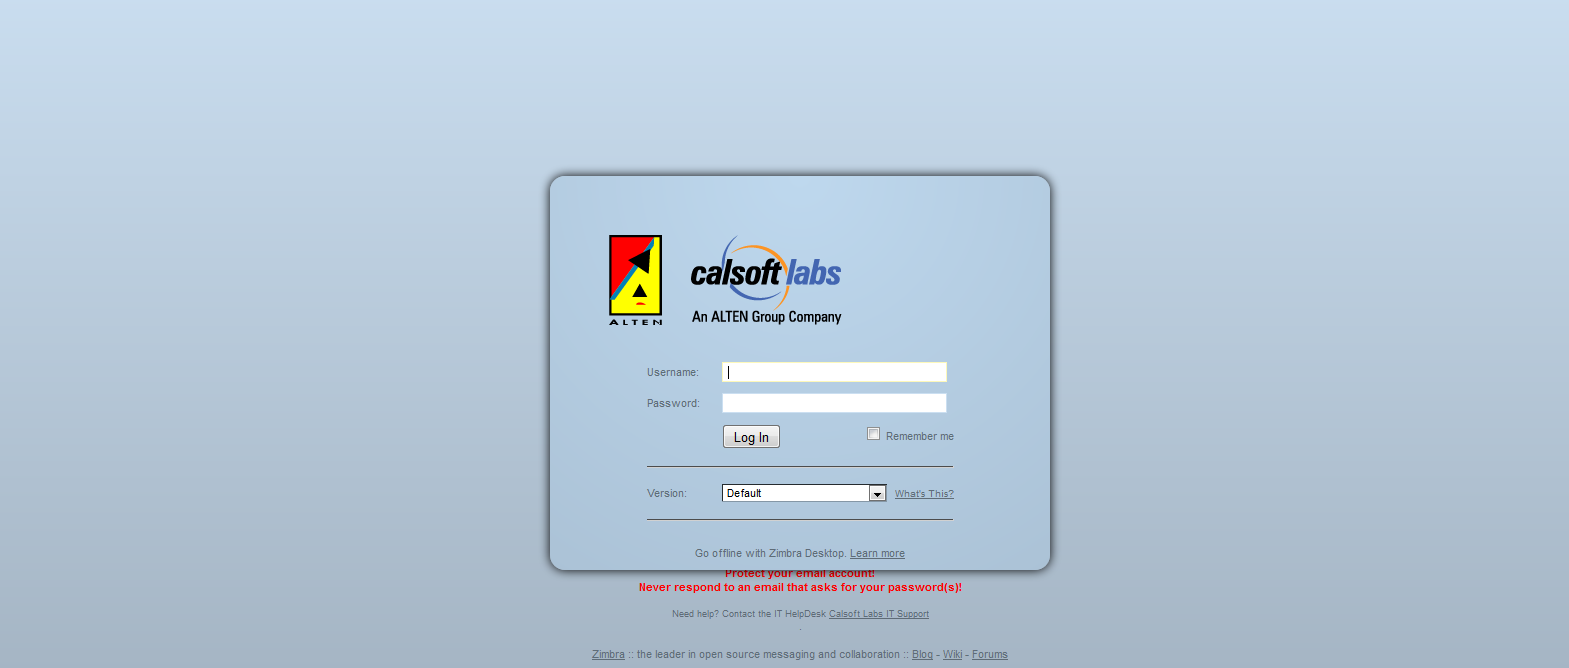 ALTEN
calsoft labs
An ALTEN Group Company
Username:
Password:
Log In
Remember me
Version:
Default
What's This?
Go offline with Zimbra Desktop. Learn more
Protect your email account!
Never respond to an email that asks for your password(s)!
Need help? Contact the IT HelpDesk Calsoft Labs IT Support
.
Zimbra :: the leader in open source messaging and collaboration :: Blog - Wiki - Forums